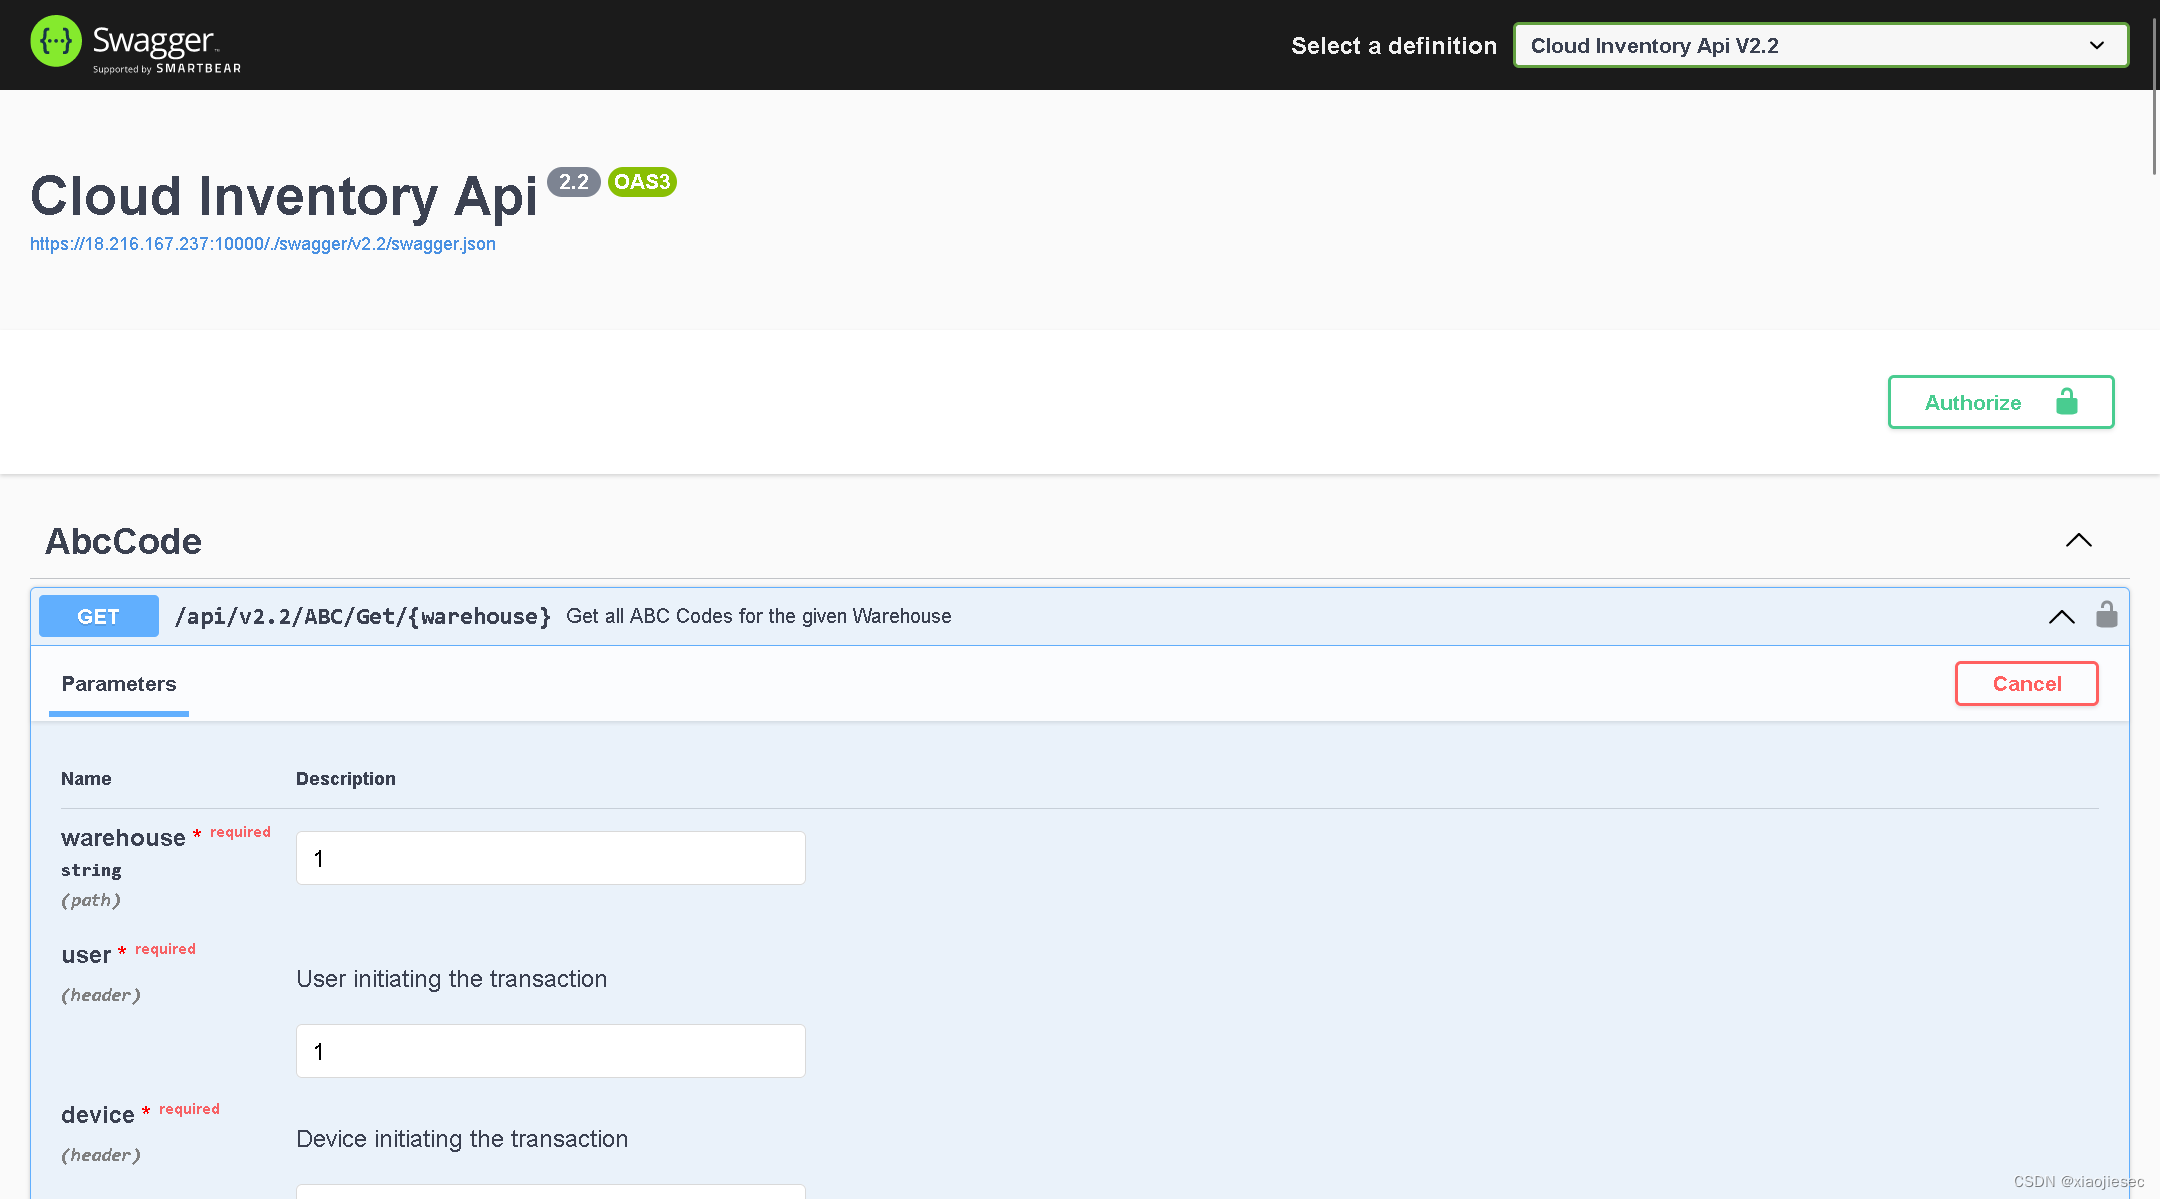 {···} Swagger™
Supported by SMARTBEAR
Select a definition
Cloud Inventory Api V2.2
Cloud Inventory Api 2.2 OAS3
https://18.216.167.237:10000/./swagger/v2.2/swagger.json
Authorize
AbcCode
GET /api/v2.2/ABC/Get/{warehouse} Get all ABC Codes for the given Warehouse
Parameters
Cancel
Name Description
warehouse * required
string
(path)
1
user * required
(header)
User initiating the transaction
1
device * required
(header)
Device initiating the transaction
CSDN @xiaojiesec